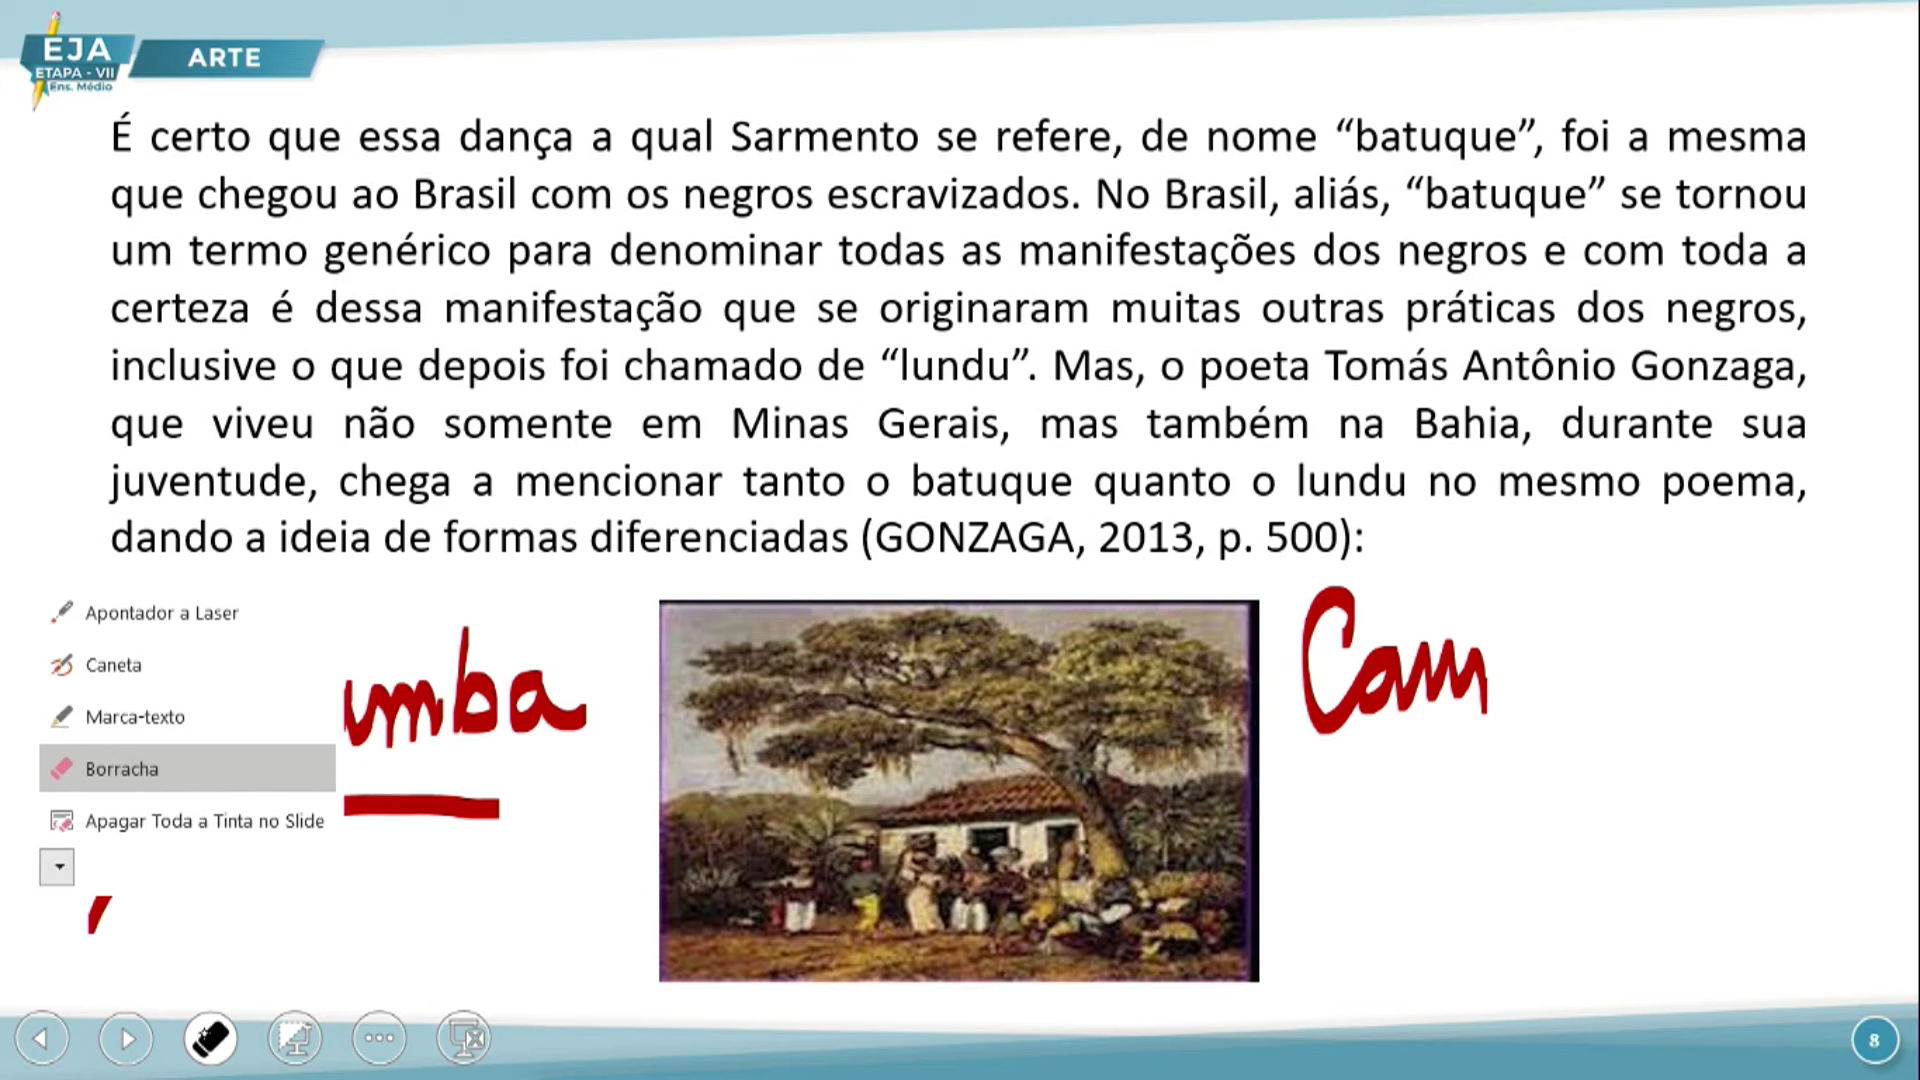 EJA
ETAPA - VII
Ens. Médio
ARTE
É certo que essa dança a qual Sarmento se refere, de nome “batuque”, foi a mesma
que chegou ao Brasil com os negros escravizados. No Brasil, aliás, “batuque” se tornou
um termo genérico para denominar todas as manifestações dos negros e com toda a
certeza é dessa manifestação que se originaram muitas outras práticas dos negros,
inclusive o que depois foi chamado de “lundu”. Mas, o poeta Tomás Antônio Gonzaga,
que viveu não somente em Minas Gerais, mas também na Bahia, durante sua
juventude, chega a mencionar tanto o batuque quanto o lundu no mesmo poema,
dando a ideia de formas diferenciadas (GONZAGA, 2013, p. 500):
Apontador a Laser
Caneta
Marca-texto
Borracha
Apagar Toda a Tinta no Slide
umba
Cam
8